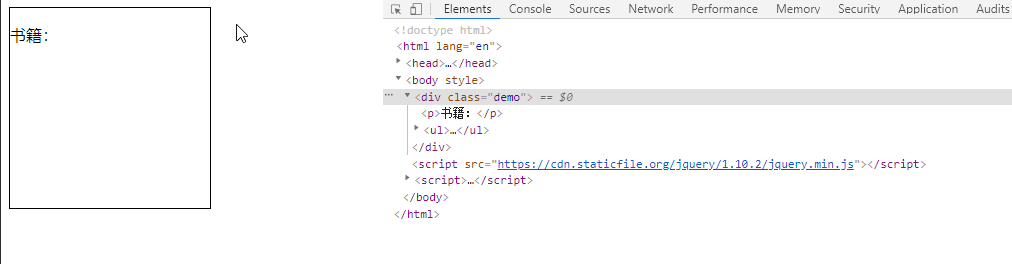 书籍：
Elements Console Sources Network Performance Memory Security Application Audits
<!doctype html>
<html lang="en">
<head>…</head>
<body style>
… <div class="demo"> == $0
<p>书籍：</p>
<ul>…</ul>
</div>
<script src="https://cdn.staticfile.org/jquery/1.10.2/jquery.min.js"></script>
<script>…</script>
</body>
</html>